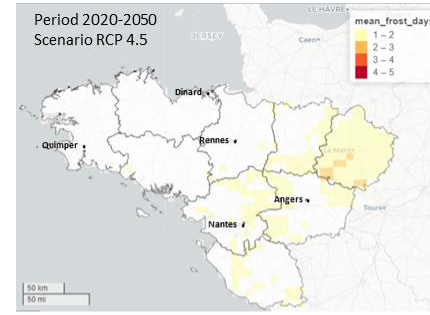 Period 2020-2050
Scenario RCP 4.5
LE HAVRE
mean_frost_day
1 – 2
2 – 3
3 – 4
4 – 5
JERSEY
Caen
Dinard
Rennes
Quimper
Le Mans
Angers
Tours
Nantes
50 km
50 mi